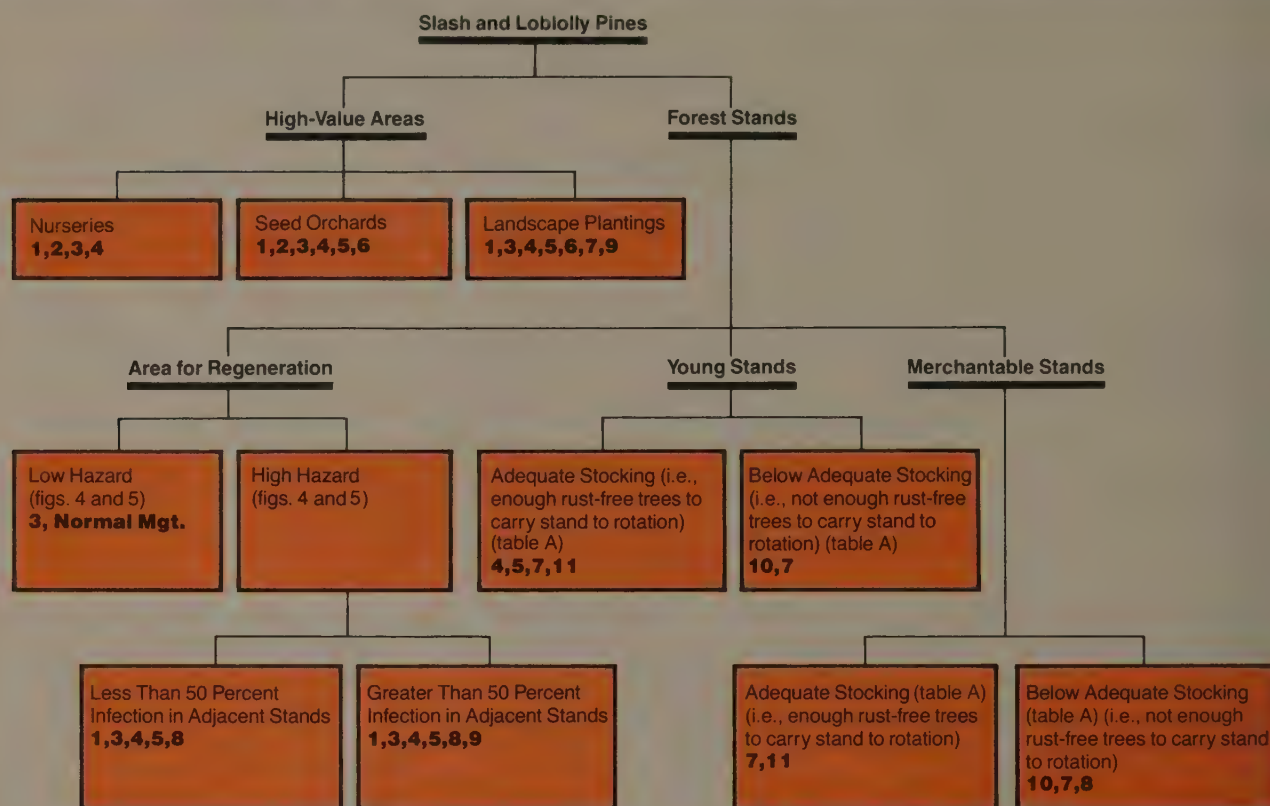 Slash and Loblolly Pines
High-Value Areas
Forest Stands
Nurseries
1,2,3,4
Seed Orchards
1,2,3,4,5,6
Landscape Plantings
1,3,4,5,6,7,9
Area for Regeneration
Young Stands
Merchantable Stands
Low Hazard
(figs. 4 and 5)
3, Normal Mgt.
High Hazard
(figs. 4 and 5)
Adequate Stocking (i.e.,
enough rust-free trees to
carry stand to rotation)
(table A)
4,5,7,11
Below Adequate Stocking
(i.e., not enough rust-free
trees to carry stand to
rotation) (table A)
10,7
Less Than 50 Percent
Infection in Adjacent Stands
1,3,4,5,8
Greater Than 50 Percent
Infection in Adjacent Stands
1,3,4,5,8,9
Adequate Stocking (table A)
(i.e., enough rust-free trees
to carry stand to rotation)
7,11
Below Adequate Stocking
(table A) (i.e., not enough
rust-free trees to carry stand
to rotation)
10,7,8